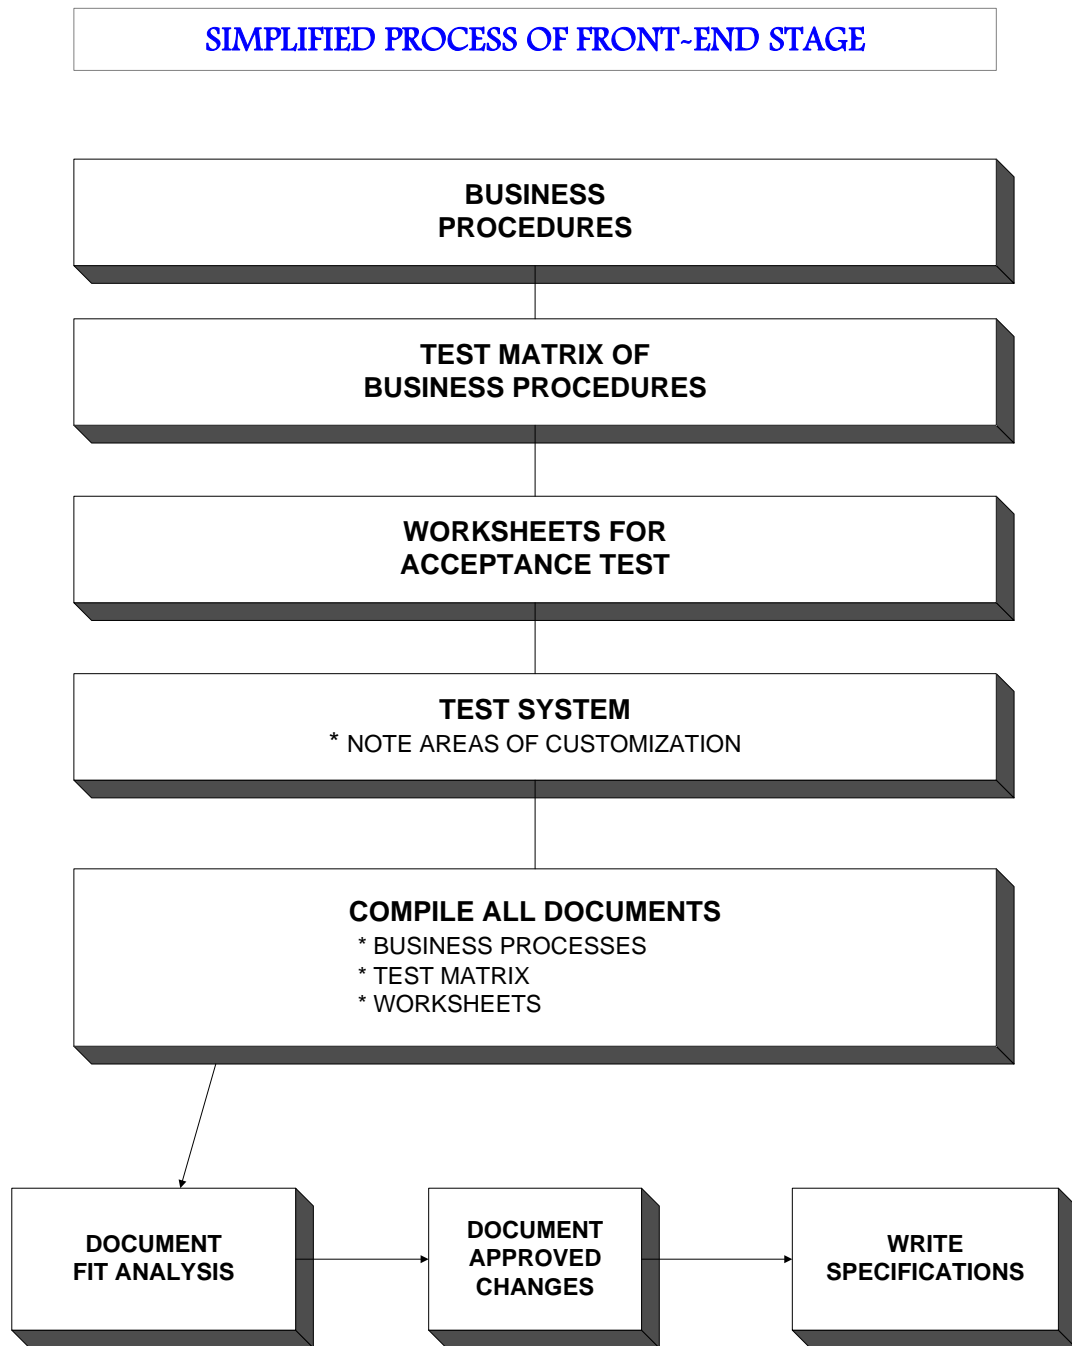 SIMPLIFIED PROCESS OF FRONT-END STAGE
BUSINESS
PROCEDURES
TEST MATRIX OF
BUSINESS PROCEDURES
WORKSHEETS FOR
ACCEPTANCE TEST
TEST SYSTEM
* NOTE AREAS OF CUSTOMIZATION
COMPILE ALL DOCUMENTS
* BUSINESS PROCESSES
* TEST MATRIX
* WORKSHEETS
DOCUMENT
FIT ANALYSIS
DOCUMENT
APPROVED
CHANGES
WRITE
SPECIFICATIONS